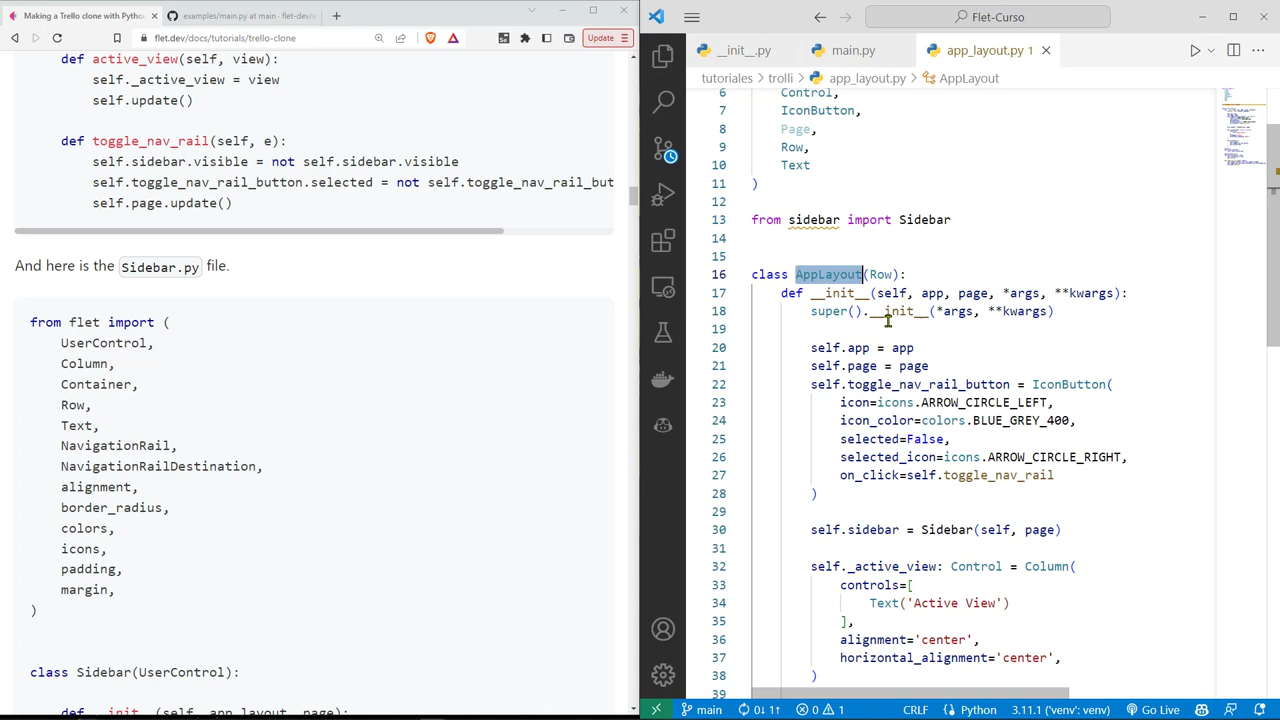 Making a Trello clone with Python
examples/main.py at main · flet-dev/e
flet.dev/docs/tutorials/trello-clone
Update
def active_view(self, view):
self._active_view = view
self.update()
def toggle_nav_rail(self, e):
self.sidebar.visible = not self.sidebar.visible
self.toggle_nav_rail_button.selected = not self.toggle_nav_rail_but
self.page.update()
And here is the Sidebar.py file.
from flet import (
UserControl,
Column,
Container,
Row,
Text,
NavigationRail,
NavigationRailDestination,
alignment,
border_radius,
colors,
icons,
padding,
margin,
)
class Sidebar(UserControl):
def __init__(self, app_layout, page):
Flet-Curso
__init__.py
main.py
app_layout.py 1
tutoriales > trolli > app_layout.py > AppLayout
6 Control,
7 IconButton,
8 Page,
9 Row,
10 Text
11 )
12
13 from sidebar import Sidebar
14
15
16 class AppLayout(Row):
17 def __init__(self, app, page, *args, **kwargs):
18 super().__init__(*args, **kwargs)
19
20 self.app = app
21 self.page = page
22 self.toggle_nav_rail_button = IconButton(
23 icon=icons.ARROW_CIRCLE_LEFT,
24 icon_color=colors.BLUE_GREY_400,
25 selected=False,
26 selected_icon=icons.ARROW_CIRCLE_RIGHT,
27 on_click=self.toggle_nav_rail
28 )
29
30 self.sidebar = Sidebar(self, page)
31
32 self._active_view: Control = Column(
33 controls=[
34 Text('Active View')
35 ],
36 alignment='center',
37 horizontal_alignment='center',
38 )
39
main
0↓ 1↑
0
1
CRLF
Python
3.11.1 ('venv': venv)
Go Live